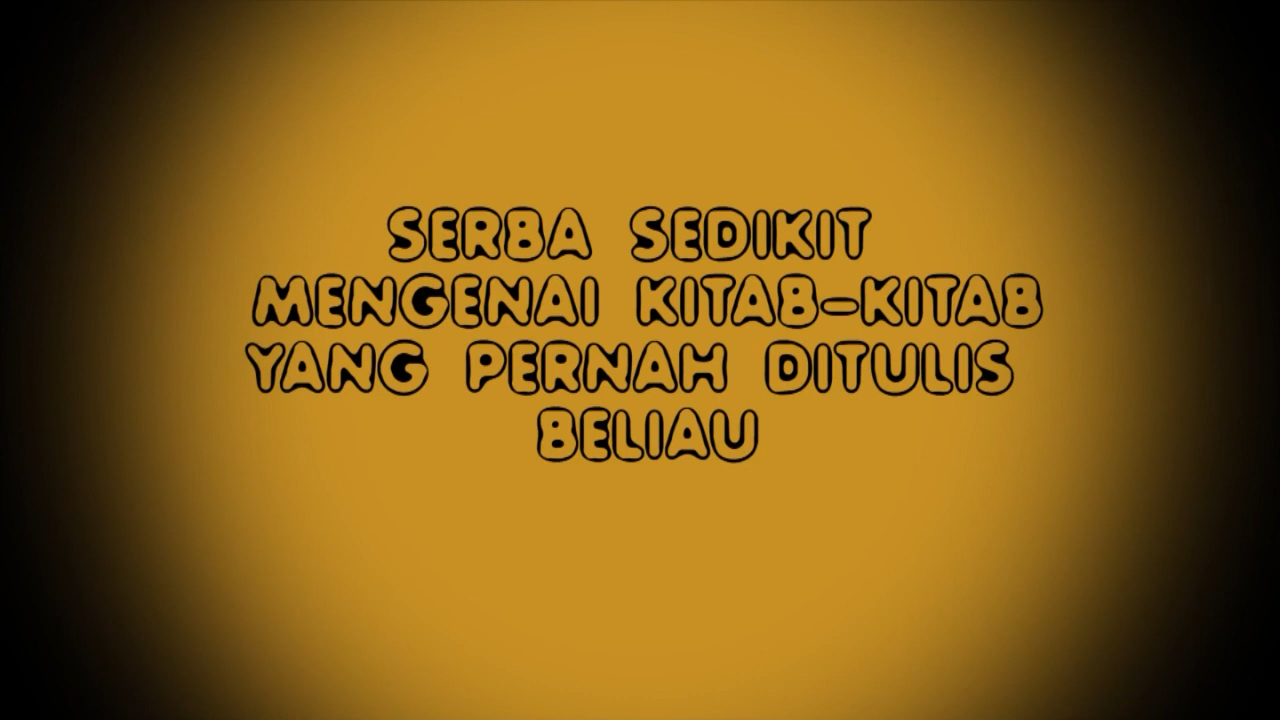 SERBA SEDIKIT
MENGENAI KITAB-KITAB
YANG PERNAH DITULIS
BELIAU